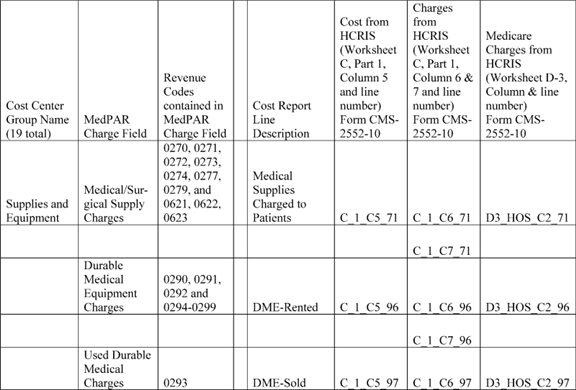 Cost Center
Group Name
(19 total)
MedPAR
Charge Field
Revenue
Codes
contained in
MedPAR
Charge Field
Cost Report
Line
Description
Cost from
HCRIS
(Worksheet
C, Part 1,
Column 5
and line
number)
Form CMS-
2552-10
Charges
from
HCRIS
(Worksheet
C, Part 1,
Column 6 &
7 and line
number)
Form CMS-
2552-10
Medicare
Charges from
HCRIS
(Worksheet D-3,
Column & line
number)
Form CMS-
2552-10
Supplies and
Equipment
Medical/Sur-
gical Supply
Charges
0270, 0271,
0272, 0273,
0274, 0277,
0279, and
0621, 0622,
0623
Medical
Supplies
Charged to
Patients
C_1_C5_71
C_1_C6_71
D3_HOS_C2_71
C_1_C7_71
Durable
Medical
Equipment
Charges
0290, 0291,
0292 and
0294-0299
DME-Rented
C_1_C5_96
C_1_C6_96
D3_HOS_C2_96
C_1_C7_96
Used Durable
Medical
Charges
0293
DME-Sold
C_1_C5_97
C_1_C6_97
D3_HOS_C2_97